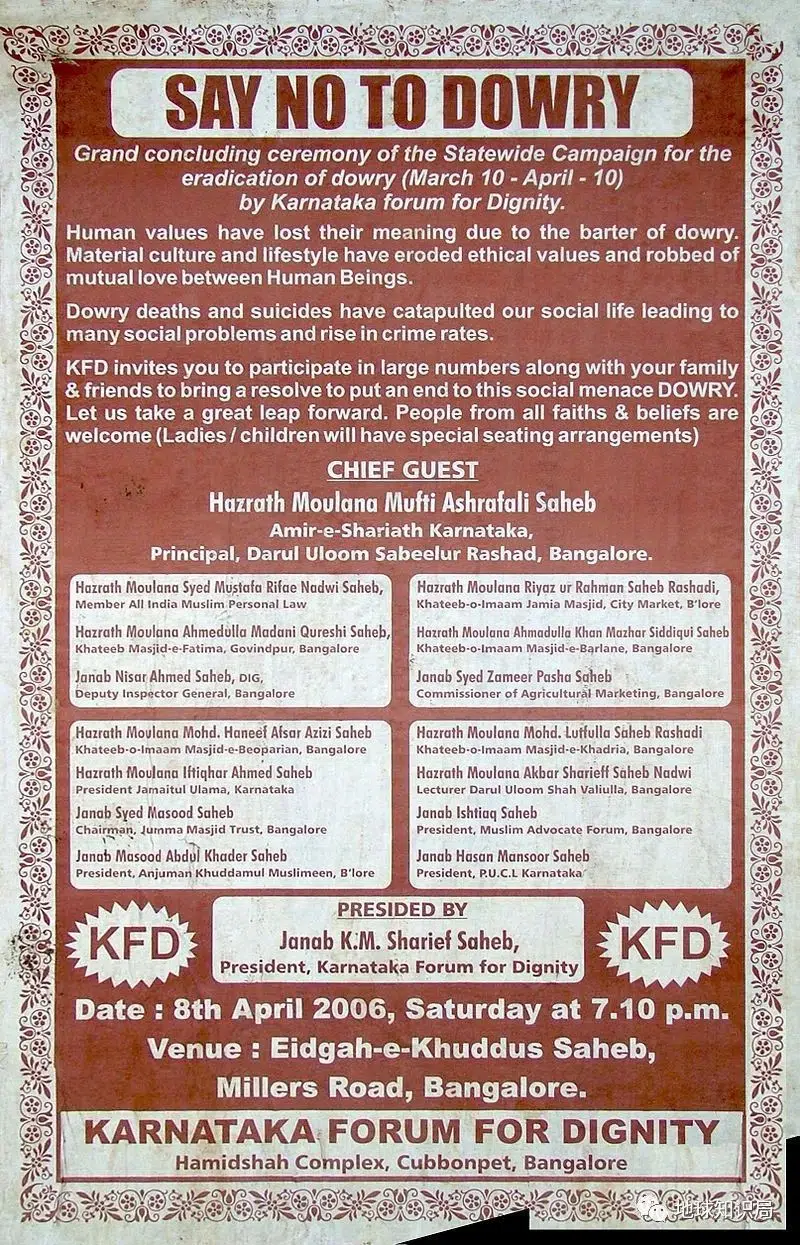 SAY NO TO DOWRY
Grand concluding ceremony of the Statewide Campaign for the
eradication of dowry (March 10 - April - 10)
by Karnataka forum for Dignity.
Human values have lost their meaning due to the barter of dowry.
Material culture and lifestyle have eroded ethical values and robbed of
mutual love between Human Beings.
Dowry deaths and suicides have catapulted our social life leading to
many social problems and rise in crime rates.
KFD invites you to participate in large numbers along with your family
& friends to bring a resolve to put an end to this social menace DOWRY.
Let us take a great leap forward. People from all faiths & beliefs are
welcome (Ladies / children will have special seating arrangements)
CHIEF GUEST
Hazrath Moulana Mufti Ashrafali Saheb
Amir-e-Shariath Karnataka,
Principal, Darul Uloom Sabeelur Rashad, Bangalore.
Hazrath Moulana Syed Mustafa Rifae Nadwi Saheb,
Member All India Muslim Personal Law
Hazrath Moulana Ahmedulla Madani Qureshi Saheb,
Khateeb Masjid-e-Fatima, Govindpur, Bangalore
Janab Nisar Ahmed Saheb, DIG,
Deputy Inspector General, Bangalore
Hazrath Moulana Riyaz ur Rahman Saheb Rashadi,
Khateeb-o-Imaam Jamia Masjid, City Market, B'lore
Hazrath Moulana Ahmadulla Khan Mazhar Siddiqui Saheb
Khateeb-o-Imaam Masjid-e-Barlane, Bangalore
Janab Syed Zameer Pasha Saheb
Commissioner of Agricultural Marketing, Bangalore
Hazrath Moulana Mohd. Haneef Afsar Azizi Saheb
Khateeb-o-Imaam Masjid-e-Beoparian, Bangalore
Hazrath Moulana Iftiqhar Ahmed Saheb
President Jamaitul Ulama, Karnataka
Janab Syed Masood Saheb
Chairman, Jumma Masjid Trust, Bangalore
Janab Masood Abdul Khader Saheb
President, Anjuman Khuddamul Muslimeen, B'lore
Hazrath Moulana Mohd. Lutfulla Saheb Rashadi
Khateeb-o-Imaam Masjid-e-Khadria, Bangalore
Hazrath Moulana Akbar Sharieff Saheb Nadwi
Lecturer Darul Uloom Shah Valiulla, Bangalore
Janab Ishtiaq Saheb
President, Muslim Advocate Forum, Bangalore
Janab Hasan Mansoor Saheb
President, P.U.C.L Karnataka
KFD
PRESIDED BY
Janab K.M. Sharief Saheb,
President, Karnataka Forum for Dignity
KFD
Date : 8th April 2006, Saturday at 7.10 p.m.
Venue : Eidgah-e-Khuddus Saheb,
Millers Road, Bangalore.
KARNATAKA FORUM FOR DIGNITY
Hamidshah Complex, Cubbonpet, Bangalore
地球知识局